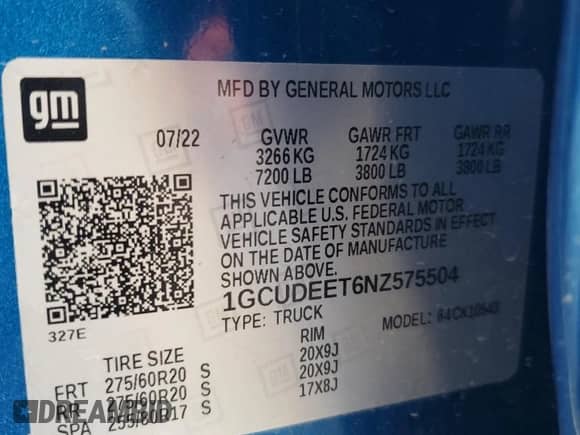 gm
MFD BY GENERAL MOTORS LLC
07/22 GVWR GAWR FRT GAWR RR
3266 KG 1724 KG 1724 KG
7200 LB 3800 LB 3800 LB
THIS VEHICLE CONFORMS TO ALL
APPLICABLE U.S. FEDERAL MOTOR
VEHICLE SAFETY STANDARDS IN EFFECT
ON THE DATE OF MANUFACTURE
SHOWN ABOVE.
1GCUDEET6NZ575504
327E
TYPE: TRUCK MODEL:
TIRE SIZE RIM
FRT 275/60R20 S 20X9J
RR 275/60R20 S 20X9J
SPA 255/80R17 S 17X8J
DREAMBID